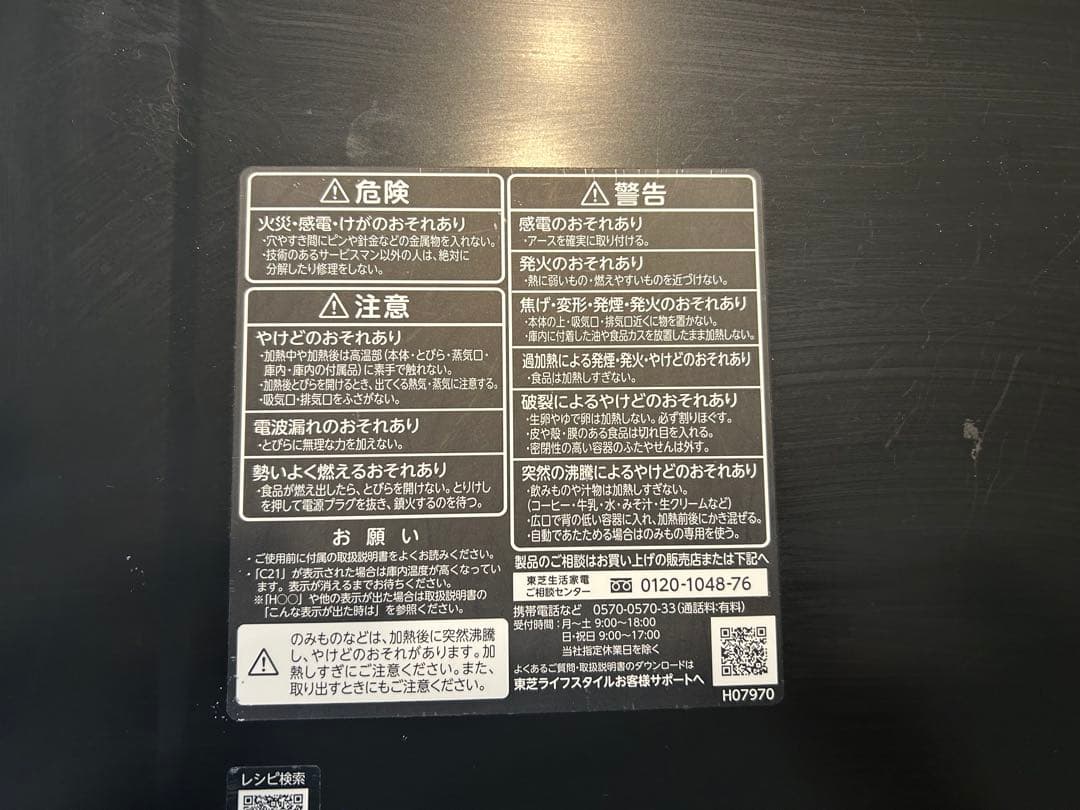 ⚠危険
火災・感電・けがのおそれあり
・穴やすき間にピンや針金などの金属物を入れない。
・技術のあるサービスマン以外の人は、絶対に
分解したり修理をしない。
⚠注意
やけどのおそれあり
・加熱中や加熱後は高温部(本体・とびら・蒸気口・
庫内・庫内の付属品)に素手で触れない。
・加熱後とびらを開けるとき、出てくる熱気・蒸気に注意する。
・吸気口・排気口をふさがない。
電波漏れのおそれあり
・とびらに無理な力を加えない。
勢いよく燃えるおそれあり
・食品が燃え出したら、とびらを開けない。とりけし
を押して電源プラグを抜き、鎮火するのを待つ。
お願い
・ご使用前に付属の取扱説明書をよくお読みください。
・「C21」が表示された場合は庫内温度が高くなってい
ます。表示が消えるまでお待ちください。
※「H○○」や他の表示が出た場合は取扱説明書の
「こんな表示が出た時は」を参照ください。
⚠
のみものなどは、加熱後に突然沸騰
し、やけどのおそれがあります。加
熱しすぎにご注意ください。また、
取り出すときにもご注意ください。
⚠警告
感電のおそれあり
・アースを確実に取り付ける。
発火のおそれあり
・熱に弱いもの・燃えやすいものを近づけない。
焦げ・変形・発煙・発火のおそれあり
・本体の上・吸気口・排気口近くに物を置かない。
・庫内に付着した油や食品カスを放置したまま加熱しない。
過加熱による発煙・発火・やけどのおそれあり
・食品は加熱しすぎない。
破裂によるやけどのおそれあり
・生卵やゆで卵は加熱しない。必ず割りほぐす。
・皮や殻・膜のある食品は切れ目を入れる。
・密閉性の高い容器のふたやせんは外す。
突然の沸騰によるやけどのおそれあり
・飲みものや汁物は加熱しすぎない。
(コーヒー・牛乳・水・みそ汁・生クリームなど)
・広口で背の低い容器に入れ、加熱前後にかき混ぜる。
・自動であたためる場合はのみもの専用を使う。
製品のご相談はお買い上げの販売店または下記へ
東芝生活家電
ご相談センター 0120-1048-76
携帯電話など 0570-0570-33(通話料:有料)
受付時間:月〜土 9:00〜18:00
日・祝日 9:00〜17:00
当社指定休業日を除く
よくあるご質問・取扱説明書のダウンロードは
東芝ライフスタイルお客様サポートへ
H07970
レシピ検索